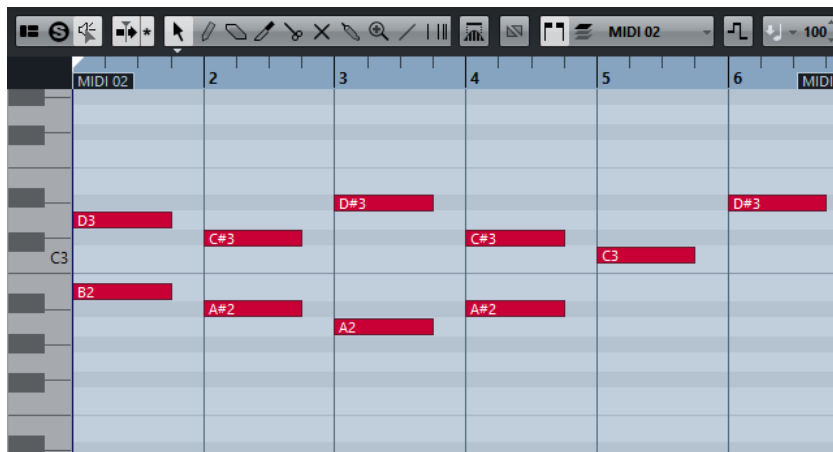 S * MIDI 02 100
MIDI 02 2 3 4 5 6 MIDI
D#3 D#3
D3
C#3 C#3
C3 C3
B2
A#2 A#2
A2